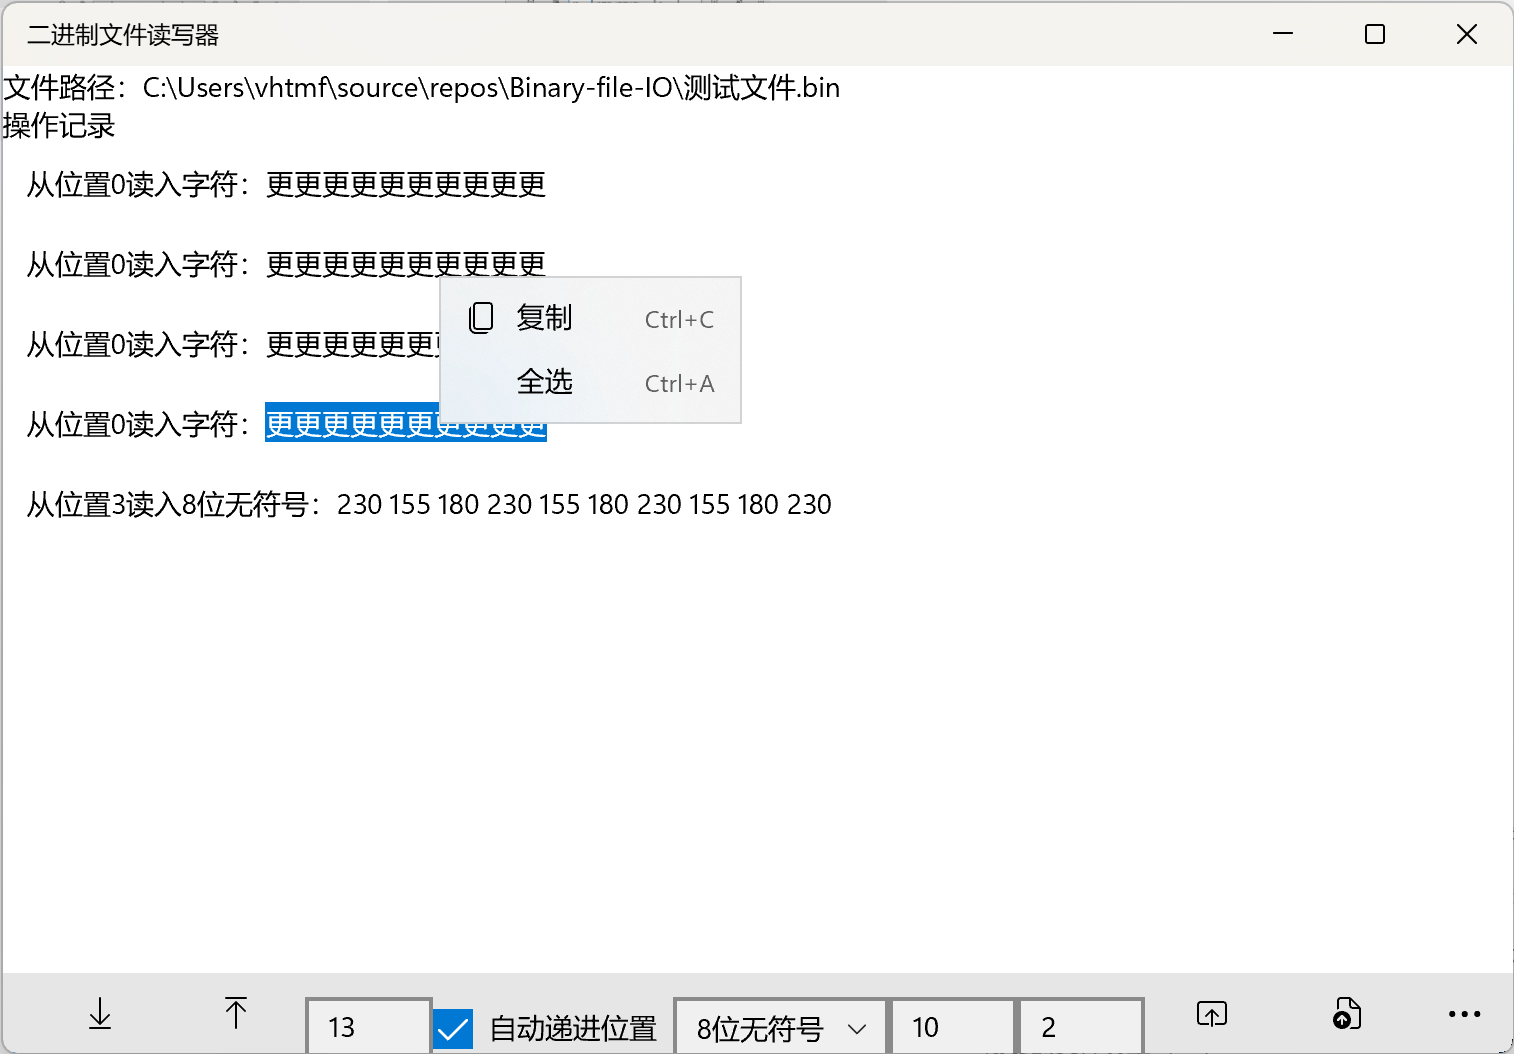 二进制文件读写器
文件路径：C:\Users\vhtmf\source\repos\Binary-file-IO\测试文件.bin
操作记录
从位置0读入字符：更更更更更更更更更更
从位置0读入字符：更更更更更更更更更更
复制 Ctrl+C
从位置0读入字符：更更更更更更
全选 Ctrl+A
从位置0读入字符：更更更更更更更更更更
从位置3读入8位无符号：230 155 180 230 155 180 230 155 180 230
13 自动递进位置 8位无符号 10 2